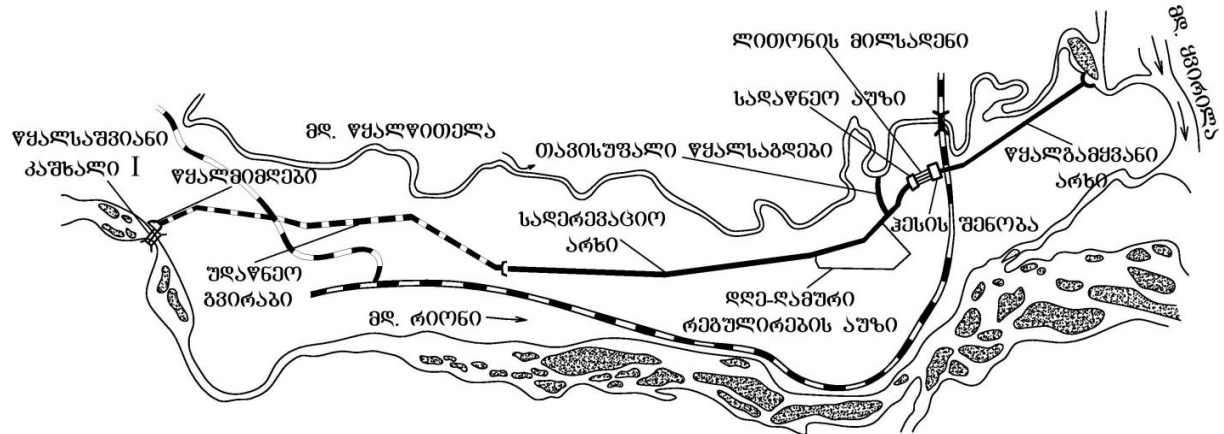 ლითონის მილსადენი
სადაწნეო აუზი
მდ. ყვირილა
მდ. წყალწითელა
თავისუფალი წყალსაგდები
წყალსაშვიანი
კაშხალი I
წყალმიმღები
წყალგამყვანი
არხი
სადერევაციო
არხი
ჰესის შენობა
უდაწნეო
გვირაბი
დღე-ღამური
რეგულირების აუზი
მდ. რიონი